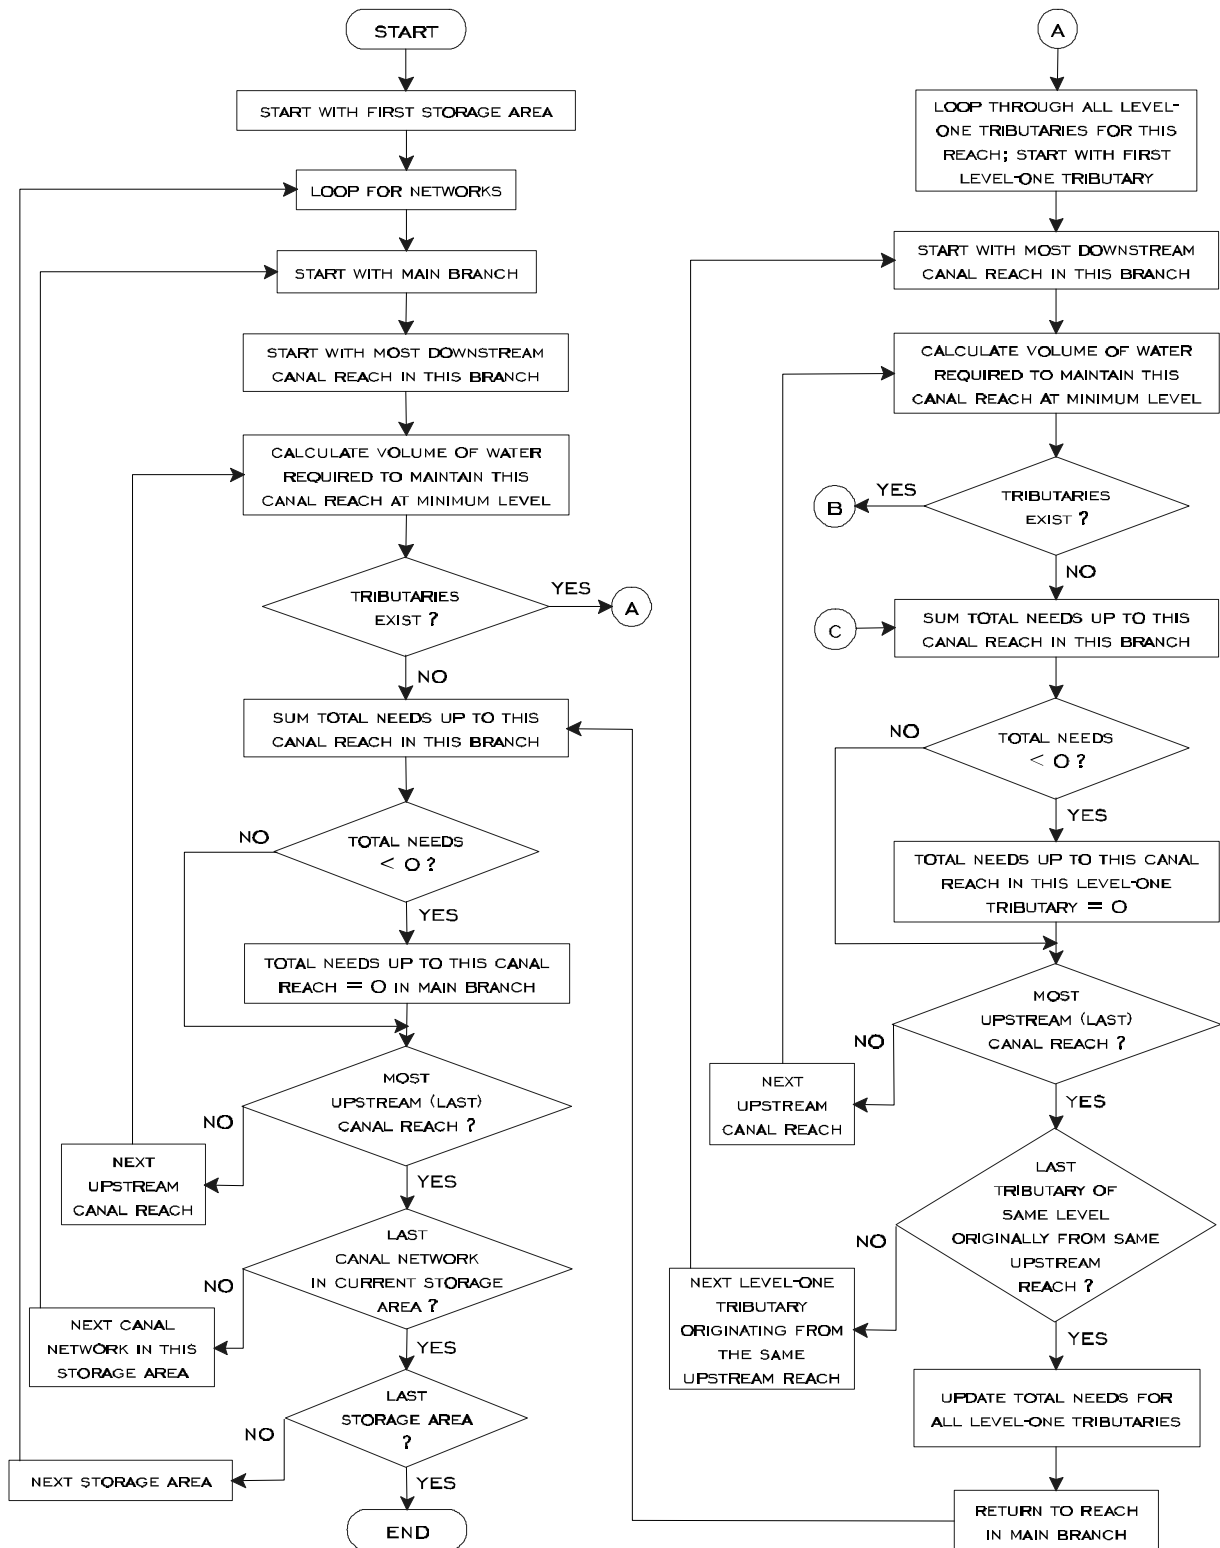 START
START WITH FIRST STORAGE AREA
LOOP FOR NETWORKS
START WITH MAIN BRANCH
START WITH MOST DOWNSTREAM
CANAL REACH IN THIS BRANCH
CALCULATE VOLUME OF WATER
REQUIRED TO MAINTAIN THIS
CANAL REACH AT MINIMUM LEVEL
TRIBUTARIES
EXIST ?
YES
A
NO
SUM TOTAL NEEDS UP TO THIS
CANAL REACH IN THIS BRANCH
TOTAL NEEDS
< 0 ?
NO
YES
TOTAL NEEDS UP TO THIS CANAL
REACH = 0 IN MAIN BRANCH
MOST
UPSTREAM (LAST)
CANAL REACH ?
NO
NEXT
UPSTREAM
CANAL REACH
YES
LAST
CANAL NETWORK
IN CURRENT STORAGE
AREA ?
NO
NEXT CANAL
NETWORK IN THIS
STORAGE AREA
YES
LAST
STORAGE AREA
?
NO
NEXT STORAGE AREA
YES
END
A
LOOP THROUGH ALL LEVEL-
ONE TRIBUTARIES FOR THIS
REACH; START WITH FIRST
LEVEL-ONE TRIBUTARY
START WITH MOST DOWNSTREAM
CANAL REACH IN THIS BRANCH
CALCULATE VOLUME OF WATER
REQUIRED TO MAINTAIN THIS
CANAL REACH AT MINIMUM LEVEL
TRIBUTARIES
EXIST ?
YES
B
NO
C
SUM TOTAL NEEDS UP TO THIS
CANAL REACH IN THIS BRANCH
TOTAL NEEDS
< 0 ?
NO
YES
TOTAL NEEDS UP TO THIS CANAL
REACH IN THIS LEVEL-ONE
TRIBUTARY = 0
MOST
UPSTREAM (LAST)
CANAL REACH ?
NO
NEXT
UPSTREAM
CANAL REACH
YES
LAST
TRIBUTARY OF
SAME LEVEL
ORIGINALLY FROM SAME
UPSTREAM
REACH ?
NO
NEXT LEVEL-ONE
TRIBUTARY
ORIGINATING FROM
THE SAME
UPSTREAM REACH
YES
UPDATE TOTAL NEEDS FOR
ALL LEVEL-ONE TRIBUTARIES
RETURN TO REACH
IN MAIN BRANCH